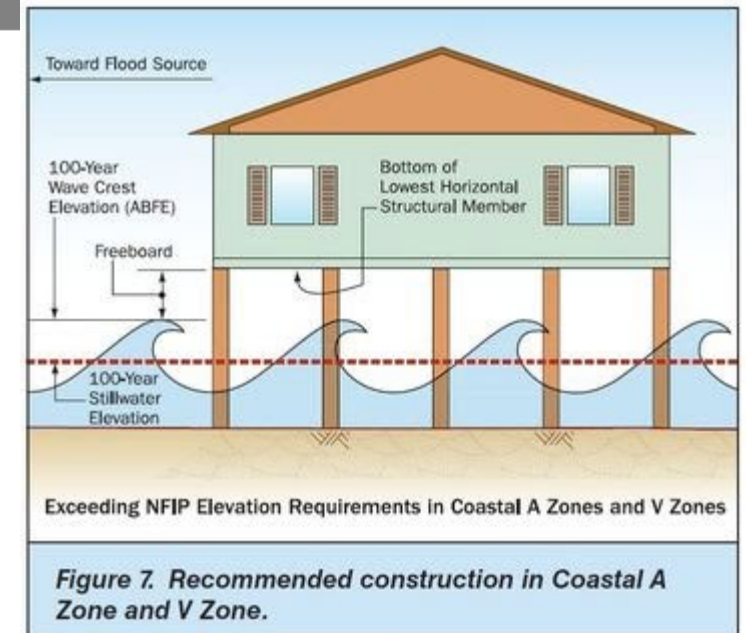 Toward Flood Source
100-Year
Wave Crest
Elevation (ABFE)
Bottom of
Lowest Horizontal
Structural Member
Freeboard
100-Year
Stillwater
Elevation
Exceeding NFIP Elevation Requirements in Coastal A Zones and V Zones
Figure 7. Recommended construction in Coastal A
Zone and V Zone.